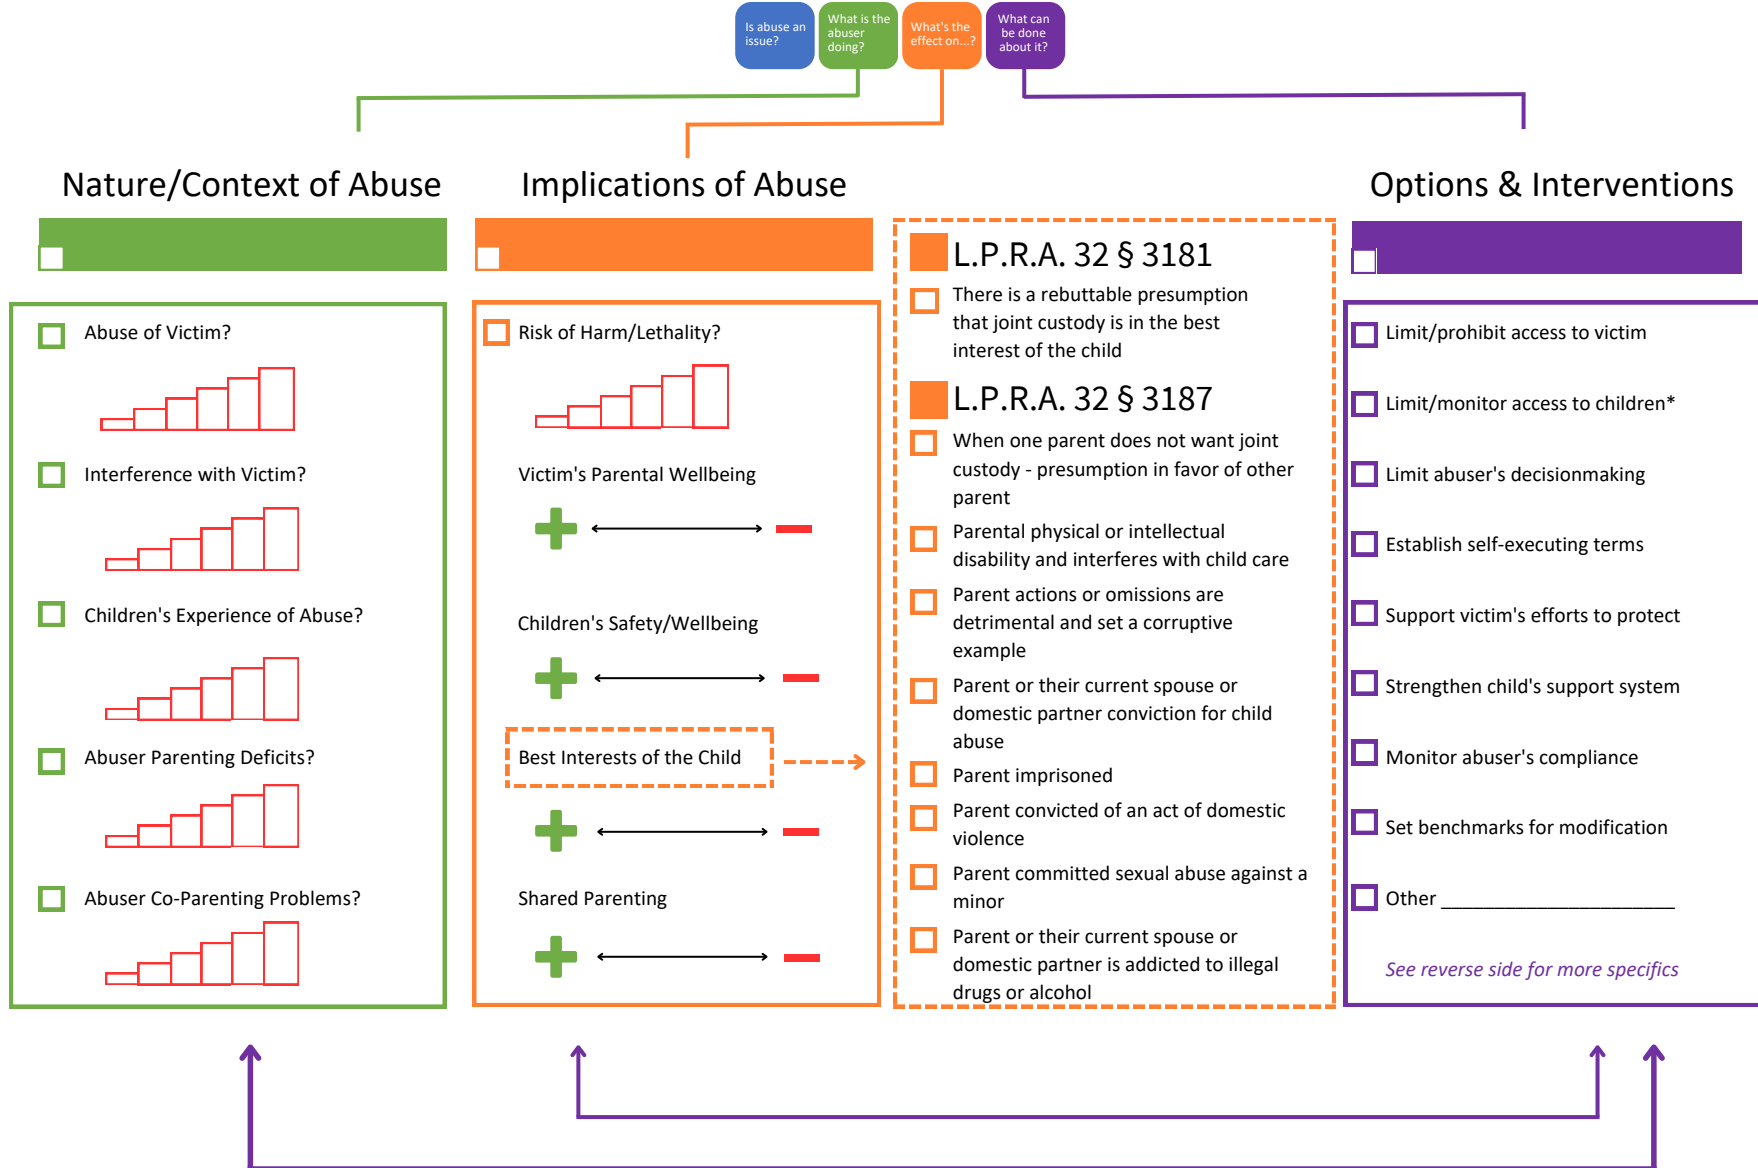 Is abuse an
issue?
What is the
abuser
doing?
What's the
effect on...?
What can
be done
about it?
Nature/Context of Abuse
Abuse of Victim?
Interference with Victim?
Children's Experience of Abuse?
Abuser Parenting Deficits?
Abuser Co-Parenting Problems?
Implications of Abuse
Risk of Harm/Lethality?
Victim's Parental Wellbeing
Children's Safety/Wellbeing
Best Interests of the Child
Shared Parenting
L.P.R.A. 32 § 3181
There is a rebuttable presumption
that joint custody is in the best
interest of the child
L.P.R.A. 32 § 3187
When one parent does not want joint
custody - presumption in favor of other
parent
Parental physical or intellectual
disability and interferes with child care
Parent actions or omissions are
detrimental and set a corruptive
example
Parent or their current spouse or
domestic partner conviction for child
abuse
Parent imprisoned
Parent convicted of an act of domestic
violence
Parent committed sexual abuse against a
minor
Parent or their current spouse or
domestic partner is addicted to illegal
drugs or alcohol
Options & Interventions
Limit/prohibit access to victim
Limit/monitor access to children*
Limit abuser's decisionmaking
Establish self-executing terms
Support victim's efforts to protect
Strengthen child's support system
Monitor abuser's compliance
Set benchmarks for modification
Other ______________________
See reverse side for more specifics